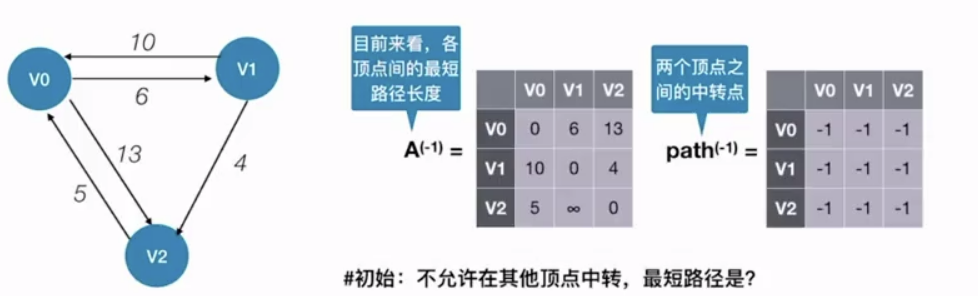 10
V0
V1
6
13
4
5
V2
目前来看，各
顶点间的最短
路径长度
A(-1) =
V0 V1 V2
V0 0 6 13
V1 10 0 4
V2 5 ∞ 0
两个顶点之
间的中转点
path(-1) =
V0 V1 V2
V0 -1 -1 -1
V1 -1 -1 -1
V2 -1 -1 -1
#初始：不允许在其他顶点中转，最短路径是？